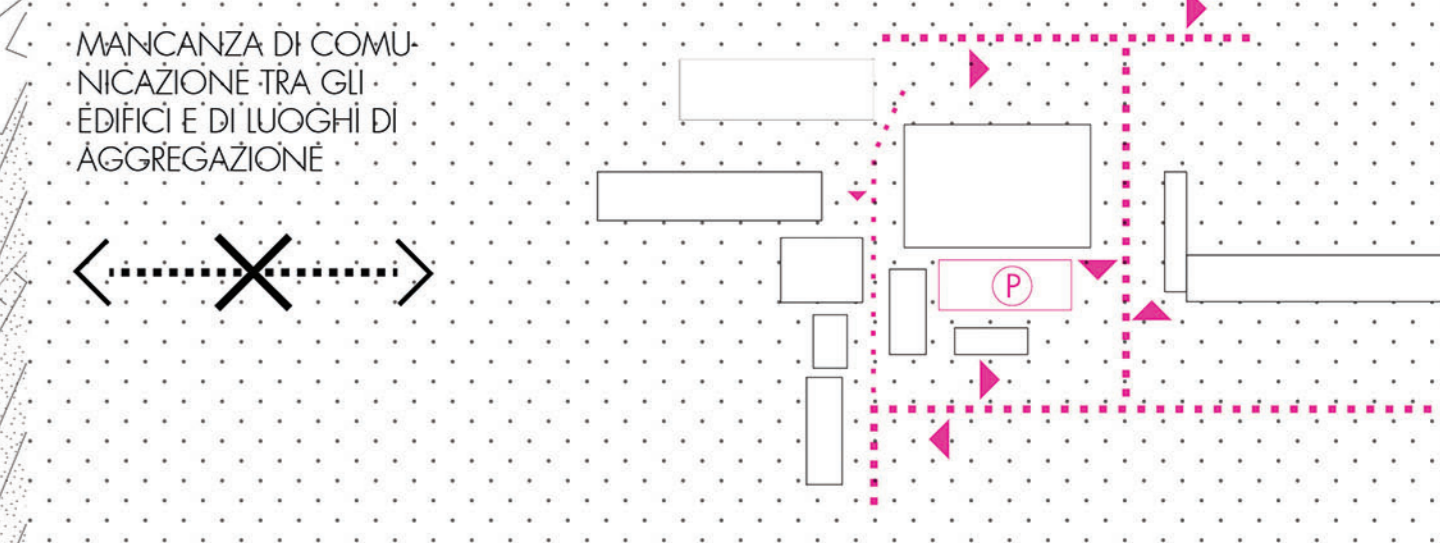 MANCANZA DI COMU-
NICAZIONE TRA GLI
EDIFICI E DI LUOGHI DI
AGGREGAZIONE
P